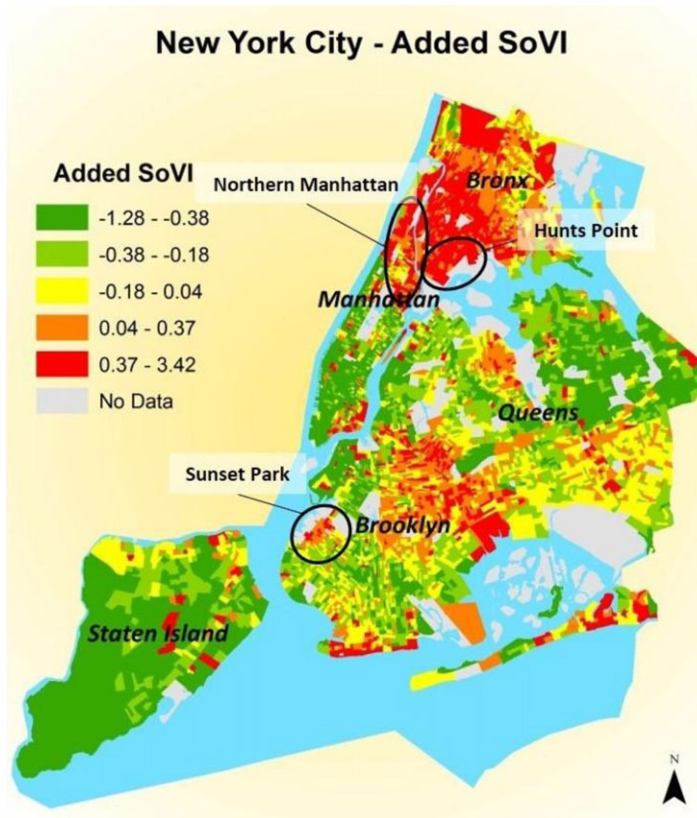 New York City - Added SoVI
Added SoVI
-1.28 - -0.38
-0.38 - -0.18
-0.18 - 0.04
0.04 - 0.37
0.37 - 3.42
No Data
Northern Manhattan
Bronx
Hunts Point
Manhattan
Queens
Sunset Park
Brooklyn
Staten Island
N